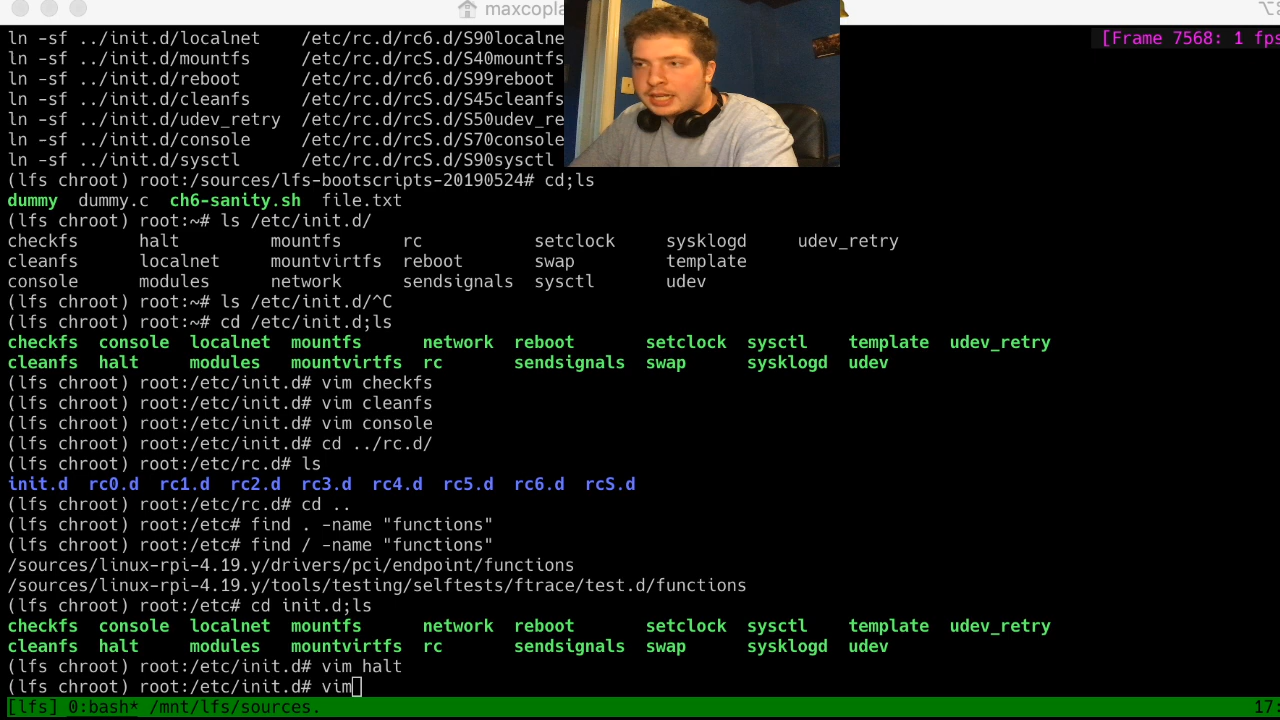 maxcopla
[Frame 7568: 1 fps
ln -sf ../init.d/localnet /etc/rc.d/rc6.d/S90localne
ln -sf ../init.d/mountfs /etc/rc.d/rc6.d/S40mountfs
ln -sf ../init.d/reboot /etc/rc.d/rc6.d/S99reboot
ln -sf ../init.d/cleanfs /etc/rc.d/rcS.d/S45cleanfs
ln -sf ../init.d/udev_retry /etc/rc.d/rcS.d/S50udev_re
ln -sf ../init.d/console /etc/rc.d/rcS.d/S70console
ln -sf ../init.d/sysctl /etc/rc.d/rcS.d/S90sysctl
(lfs chroot) root:/sources/lfs-bootscripts-20190524# cd;ls
dummy dummy.c ch6-sanity.sh file.txt
(lfs chroot) root:~# ls /etc/init.d/
checkfs halt mountfs rc setclock sysklogd udev_retry
cleanfs localnet mountvirtfs reboot swap template
console modules network sendsignals sysctl udev
(lfs chroot) root:~# ls /etc/init.d/^C
(lfs chroot) root:~# cd /etc/init.d;ls
checkfs console localnet mountfs network reboot setclock sysctl template udev_retry
cleanfs halt modules mountvirtfs rc sendsignals swap sysklogd udev
(lfs chroot) root:/etc/init.d# vim checkfs
(lfs chroot) root:/etc/init.d# vim cleanfs
(lfs chroot) root:/etc/init.d# vim console
(lfs chroot) root:/etc/init.d# cd ../rc.d/
(lfs chroot) root:/etc/rc.d# ls
init.d rc0.d rc1.d rc2.d rc3.d rc4.d rc5.d rc6.d rcS.d
(lfs chroot) root:/etc/rc.d# cd ..
(lfs chroot) root:/etc# find . -name "functions"
(lfs chroot) root:/etc# find / -name "functions"
/sources/linux-rpi-4.19.y/drivers/pci/endpoint/functions
/sources/linux-rpi-4.19.y/tools/testing/selftests/ftrace/test.d/functions
(lfs chroot) root:/etc# cd init.d;ls
checkfs console localnet mountfs network reboot setclock sysctl template udev_retry
cleanfs halt modules mountvirtfs rc sendsignals swap sysklogd udev
(lfs chroot) root:/etc/init.d# vim halt
(lfs chroot) root:/etc/init.d# vim
[lfs] 0:bash* /mnt/lfs/sources. 17: